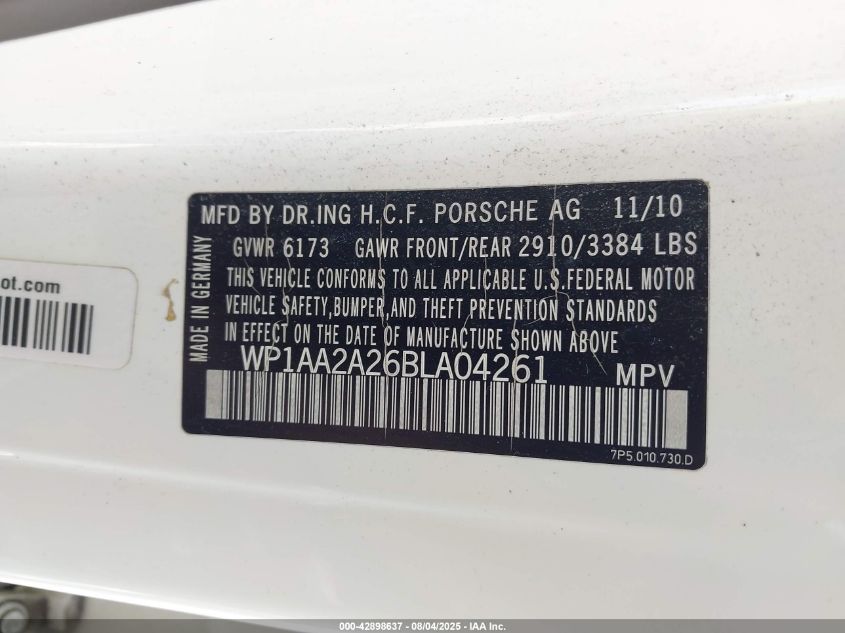 MFD BY DR.ING H.C.F. PORSCHE AG 11/10
GVWR 6173 GAWR FRONT/REAR 2910/3384 LBS
THIS VEHICLE CONFORMS TO ALL APPLICABLE U.S.FEDERAL MOTOR
VEHICLE SAFETY,BUMPER,AND THEFT PREVENTION STANDARDS
IN EFFECT ON THE DATE OF MANUFACTURE SHOWN ABOVE
WP1AA2A26BLA04261 MPV
7P5.010.730.D
MADE IN GERMANY
ot.com
000-42898637 - 08/04/2025 - IAA Inc.